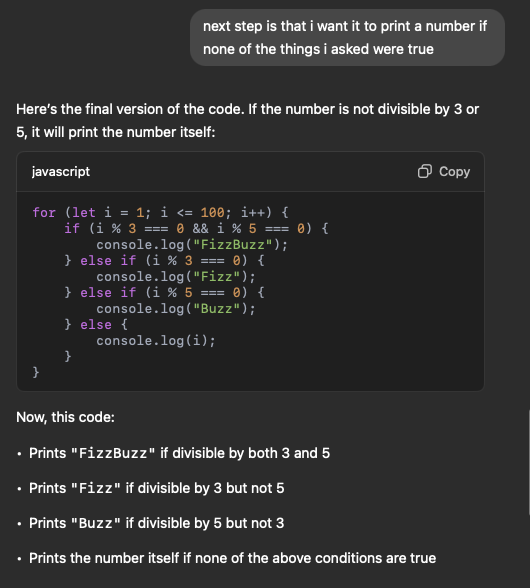 next step is that i want it to print a number if
none of the things i asked were true
Here's the final version of the code. If the number is not divisible by 3 or
5, it will print the number itself:
javascript
Copy
for (let i = 1; i <= 100; i++) {
    if (i % 3 === 0 && i % 5 === 0) {
        console.log("FizzBuzz");
    } else if (i % 3 === 0) {
        console.log("Fizz");
    } else if (i % 5 === 0) {
        console.log("Buzz");
    } else {
        console.log(i);
    }
}
Now, this code:
• Prints "FizzBuzz" if divisible by both 3 and 5
• Prints "Fizz" if divisible by 3 but not 5
• Prints "Buzz" if divisible by 5 but not 3
• Prints the number itself if none of the above conditions are true